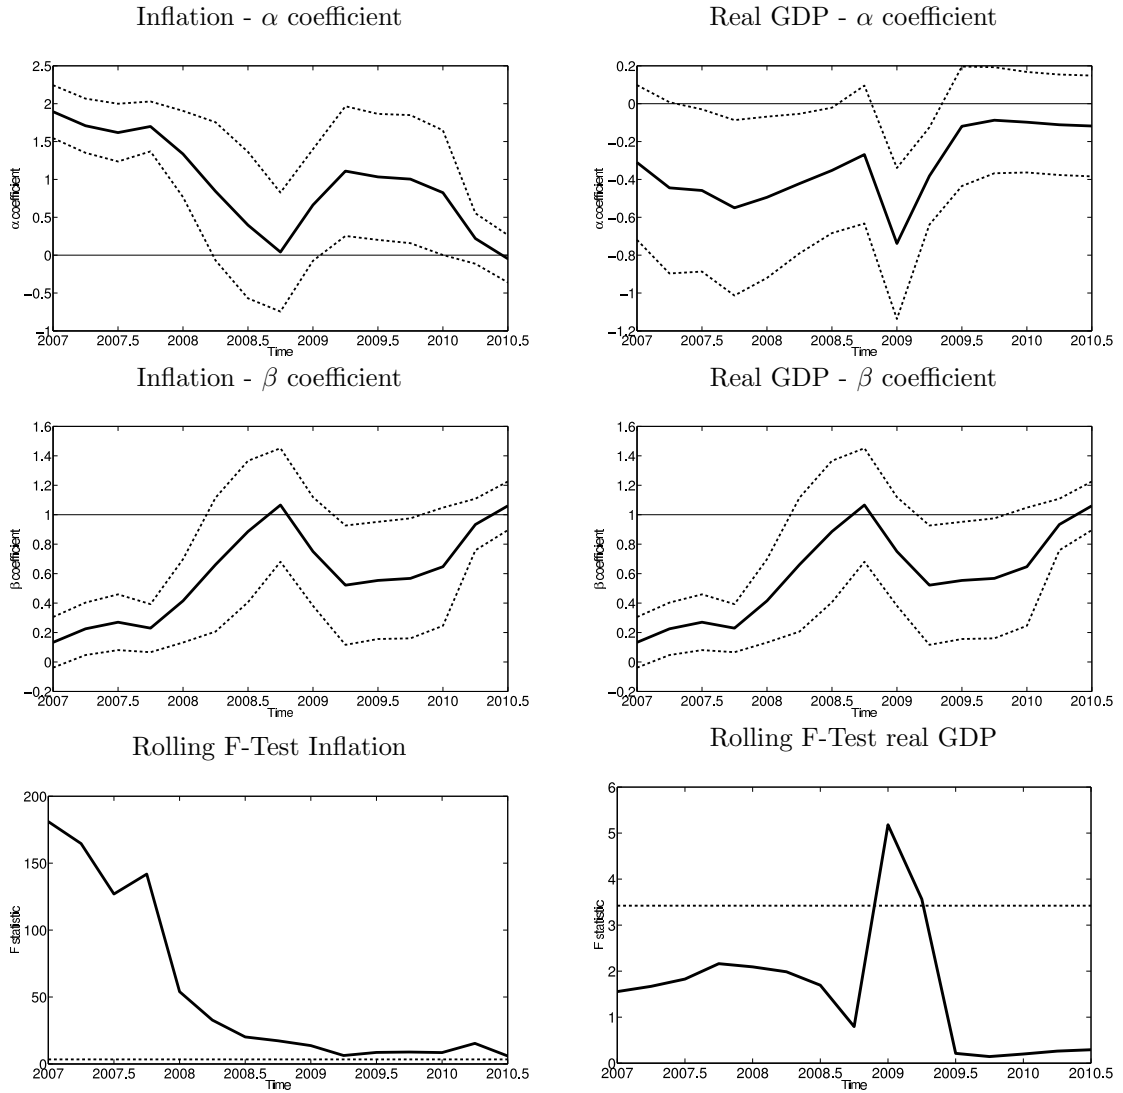 Inflation - α coefficient
2.5
2
1.5
1
0.5
0
−0.5
−1
α coefficient
2007 2007.5 2008 2008.5 2009 2009.5 2010 2010.5
Time
Real GDP - α coefficient
0.2
0
−0.2
−0.4
−0.6
−0.8
−1
−1.2
α coefficient
2007 2007.5 2008 2008.5 2009 2009.5 2010 2010.5
Time
Inflation - β coefficient
1.6
1.4
1.2
1
0.8
0.6
0.4
0.2
0
−0.2
β coefficient
2007 2007.5 2008 2008.5 2009 2009.5 2010 2010.5
Time
Real GDP - β coefficient
1.6
1.4
1.2
1
0.8
0.6
0.4
0.2
0
−0.2
β coefficient
2007 2007.5 2008 2008.5 2009 2009.5 2010 2010.5
Time
Rolling F-Test Inflation
200
150
100
50
0
F statistic
2007 2007.5 2008 2008.5 2009 2009.5 2010 2010.5
Time
Rolling F-Test real GDP
6
5
4
3
2
1
0
F statistic
2007 2007.5 2008 2008.5 2009 2009.5 2010 2010.5
Time